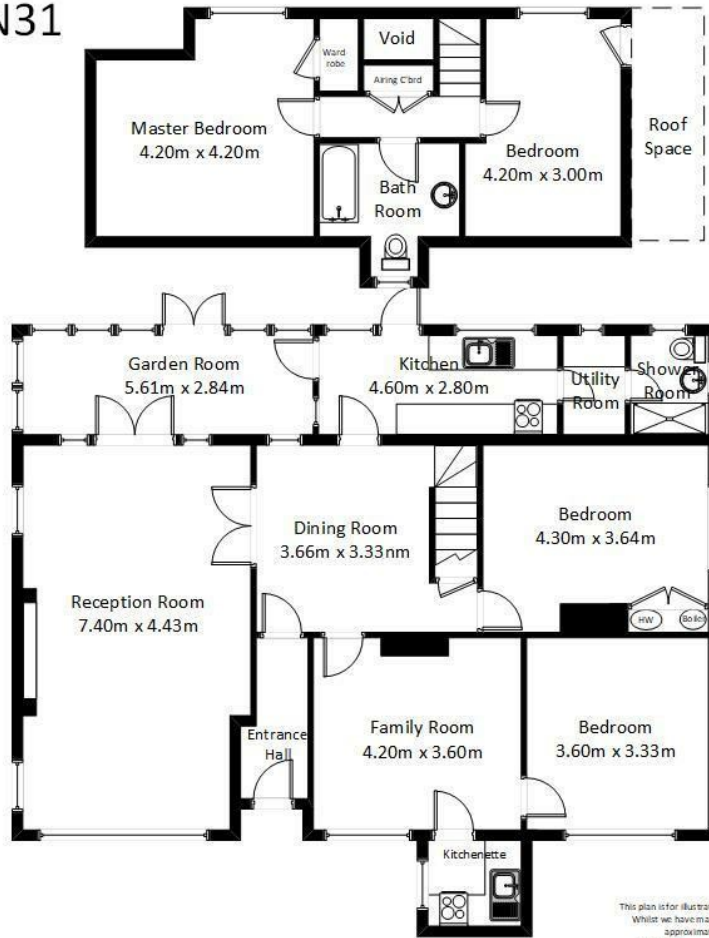 N31
Ward
robe
Void
Airing C'brd
Master Bedroom
4.20m x 4.20m
Bedroom
4.20m x 3.00m
Roof
Space
Bath
Room
Garden Room
5.61m x 2.84m
Kitchen
4.60m x 2.80m
Utility
Room
Shower
Room
Dining Room
3.66m x 3.33nm
Bedroom
4.30m x 3.64m
HW
Boiler
Reception Room
7.40m x 4.43m
Entrance
Hall
Family Room
4.20m x 3.60m
Bedroom
3.60m x 3.33m
Kitchenette
This plan is for illustra
Whilst we have ma
approxima